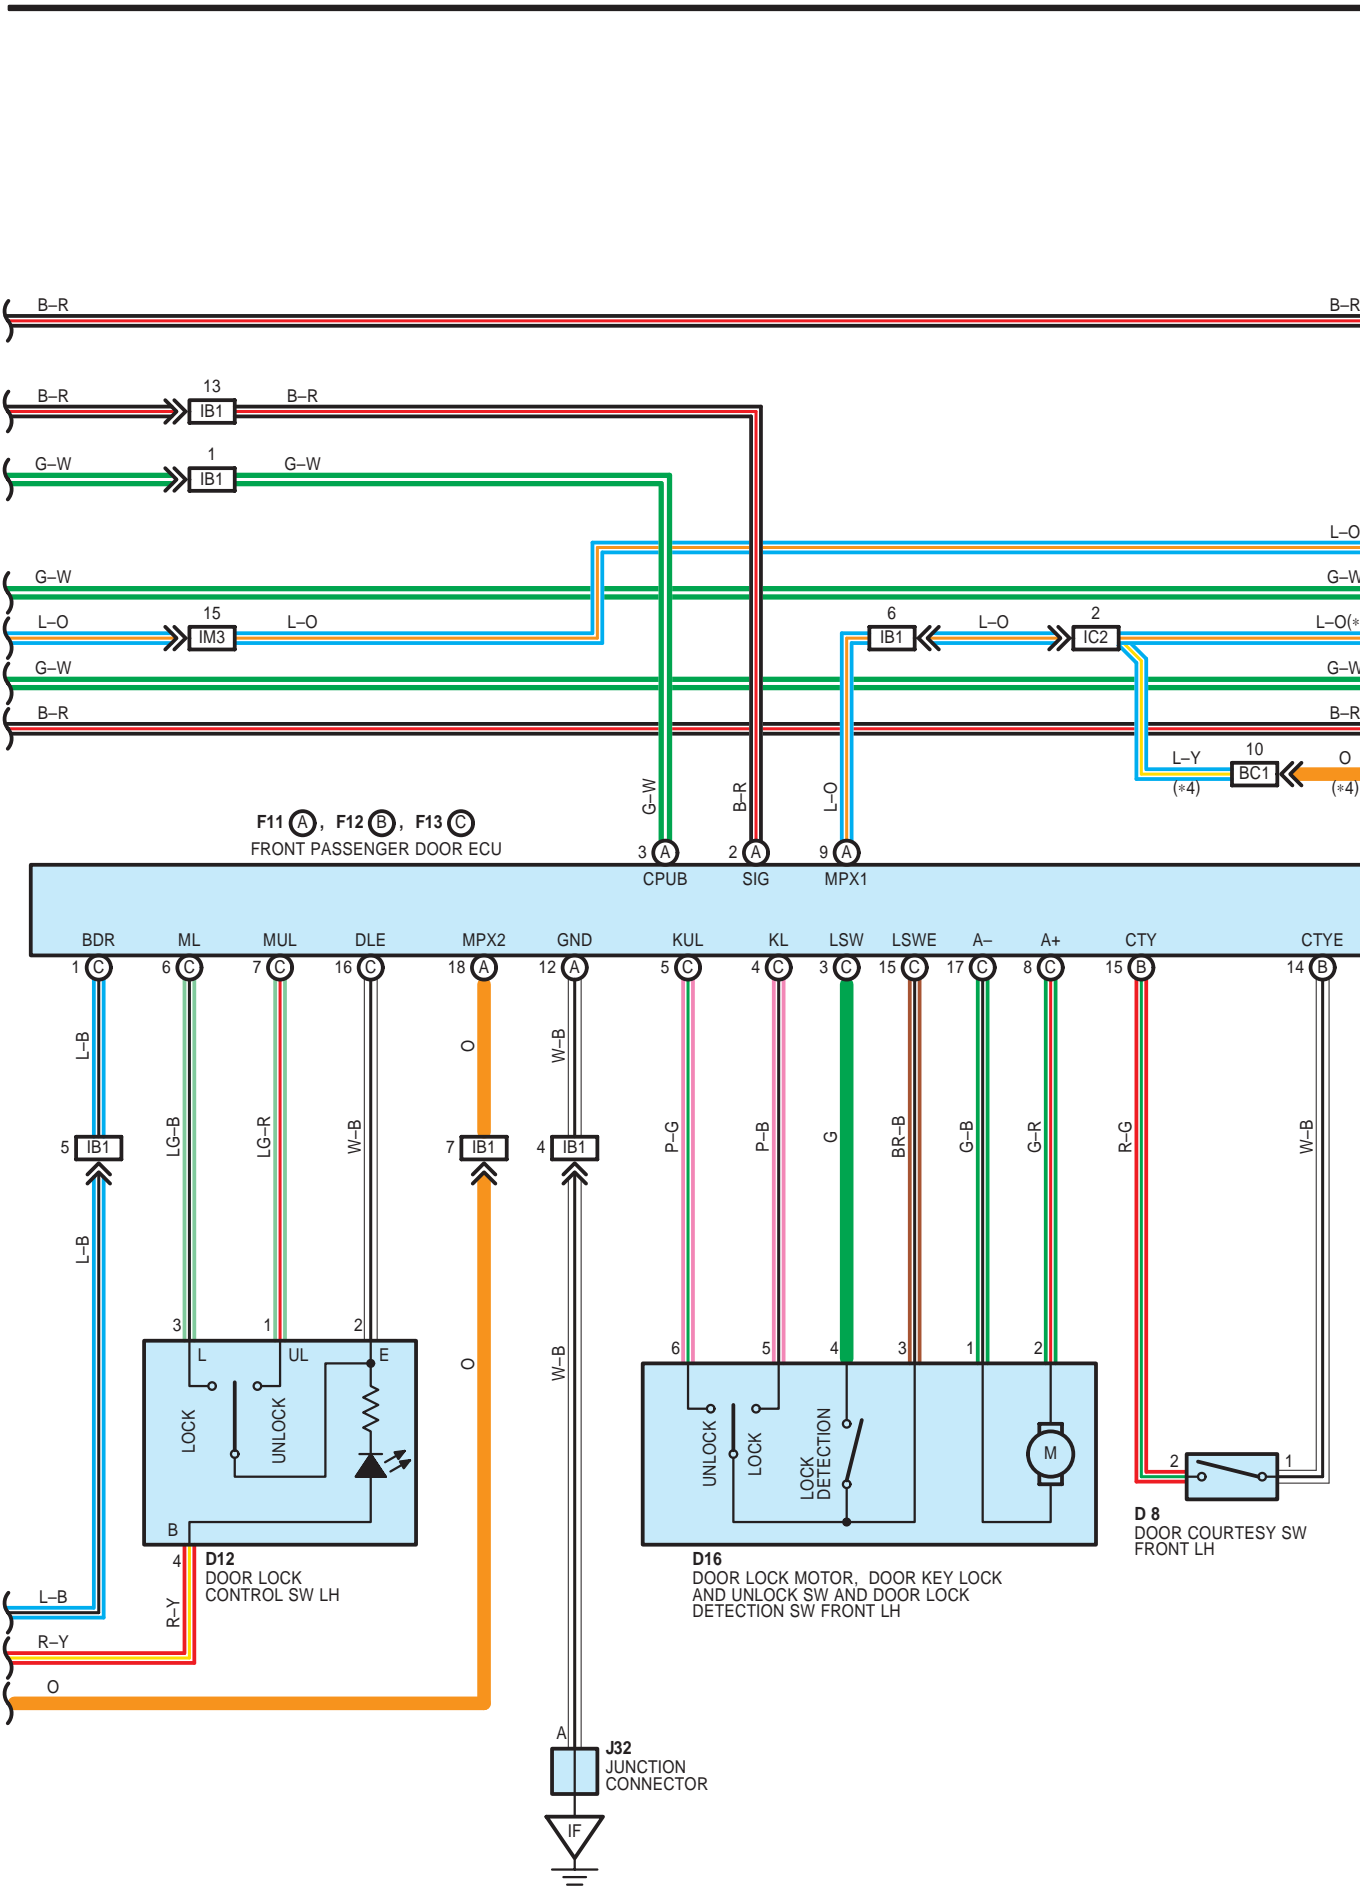 B–R B–R
13
B–R IB1 B–R
1
G–W IB1 G–W
L–O
G–W G–W
15 6 2
L–O IM3 L–O IB1 L–O IC2 L–O(*
G–W G–W
B–R B–R
10
L–Y BC1 O
(*4) (*4)
G–W B–R L–O
F11 A, F12 B, F13 C
FRONT PASSENGER DOOR ECU
3 A 2 A 9 A
CPUB SIG MPX1
BDR ML MUL DLE MPX2 GND KUL KL LSW LSWE A– A+ CTY CTYE
1 C 6 C 7 C 16 C 18 A 12 A 5 C 4 C 3 C 15 C 17 C 8 C 15 B 14 B
L–B O W–B
LG–B LG–R W–B P–G P–B G BR–B G–B G–R R–G W–B
5 IB1 7 IB1 4 IB1
L–B O W–B
3 1 2
L UL E
LOCK UNLOCK
B
4
D12
DOOR LOCK
CONTROL SW LH
6 5 4 3 1 2
UNLOCK LOCK
LOCK
DETECTION
M
D16
DOOR LOCK MOTOR, DOOR KEY LOCK
AND UNLOCK SW AND DOOR LOCK
DETECTION SW FRONT LH
2 1
D 8
DOOR COURTESY SW
FRONT LH
L–B
R–Y
R–Y
O
A
J32
JUNCTION
CONNECTOR
IF